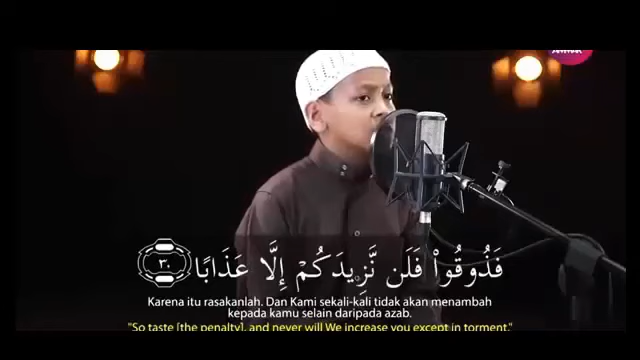 فَذُوقُوا۟ فَلَن نَّزِيدَكُمْ إِلَّا عَذَابًا ٣٠
Karena itu rasakanlah. Dan Kami sekali-kali tidak akan menambah
kepada kamu selain daripada azab.
"So taste [the penalty], and never will We increase you except in torment."